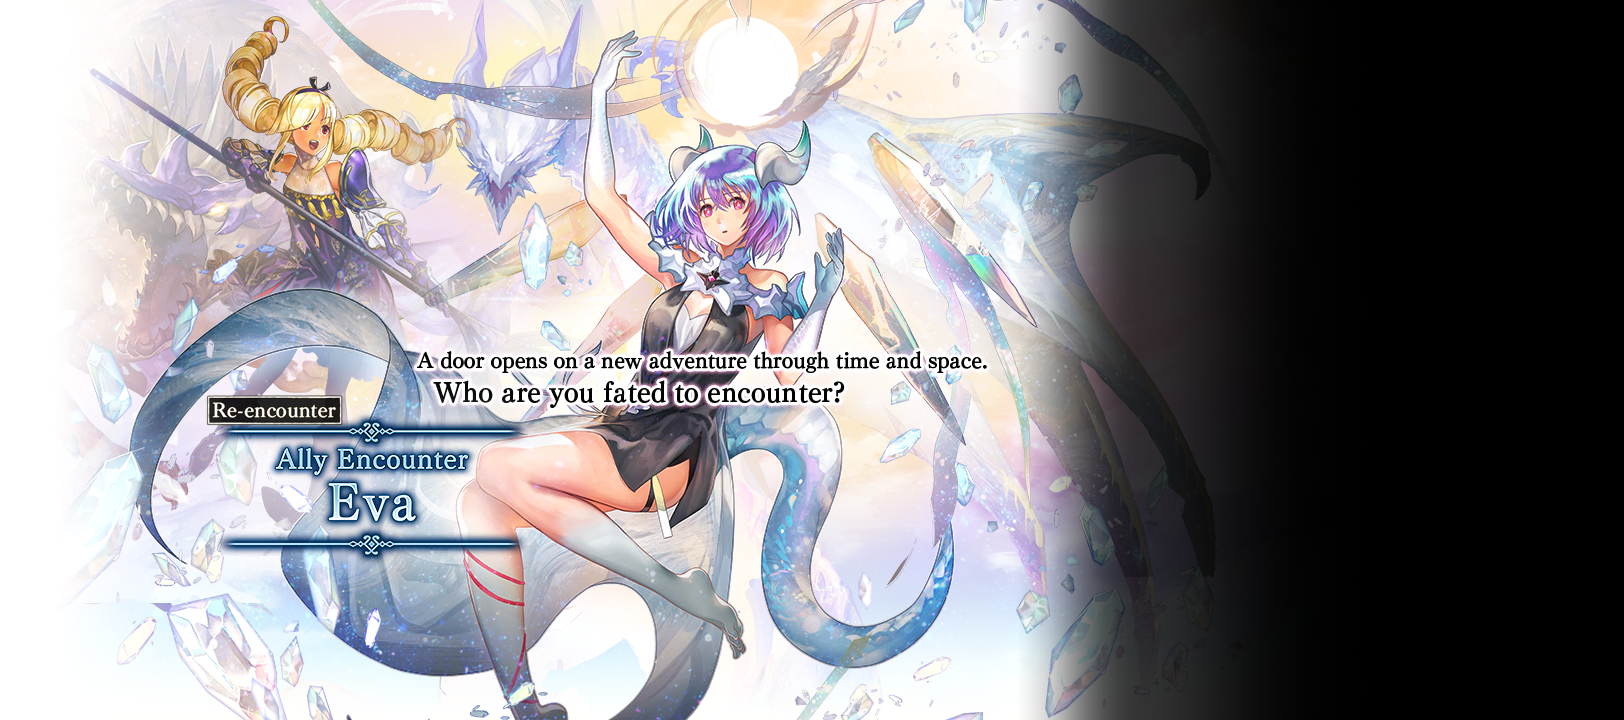 A door opens on a new adventure through time and space.
Who are you fated to encounter?
Re-encounter
Ally Encounter
Eva